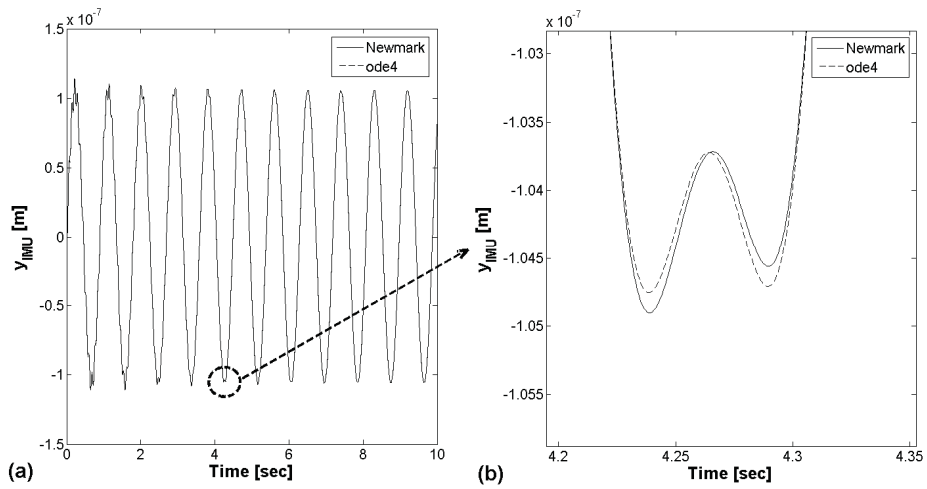 x 10^-7
1.5
1
0.5
0
-0.5
-1
-1.5
0 2 4 6 8 10
y_IMU [m]
Time [sec]
Newmark
ode4
(a)
x 10^-7
-1.03
-1.035
-1.04
-1.045
-1.05
-1.055
4.2 4.25 4.3 4.35
y_IMU [m]
Time [sec]
Newmark
ode4
(b)